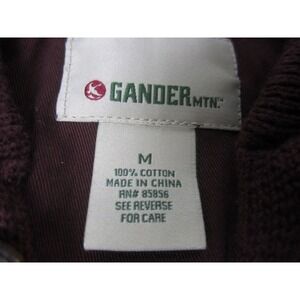 GANDER MTN.
M
100% COTTON
MADE IN CHINA
RN# 85856
SEE REVERSE
FOR CARE